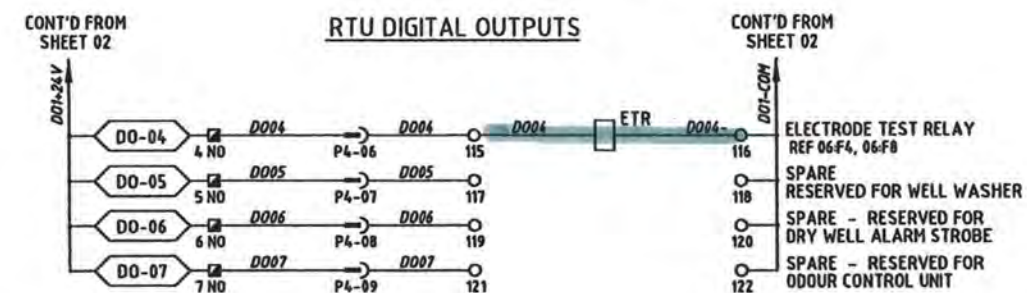 CONT'D FROM
SHEET 02
RTU DIGITAL OUTPUTS
CONT'D FROM
SHEET 02
DO1+24V
DO1-COM
DO-04
4 NO
DO04
P4-06
DO04
115
DO04
ETR
DO04-
116
ELECTRODE TEST RELAY
REF 06:F4, 06:F8
DO-05
5 NO
DO05
P4-07
DO05
117
118
SPARE
RESERVED FOR WELL WASHER
DO-06
6 NO
DO06
P4-08
DO06
119
120
SPARE - RESERVED FOR
DRY WELL ALARM STROBE
DO-07
7 NO
DO07
P4-09
DO07
121
122
SPARE - RESERVED FOR
ODOUR CONTROL UNIT